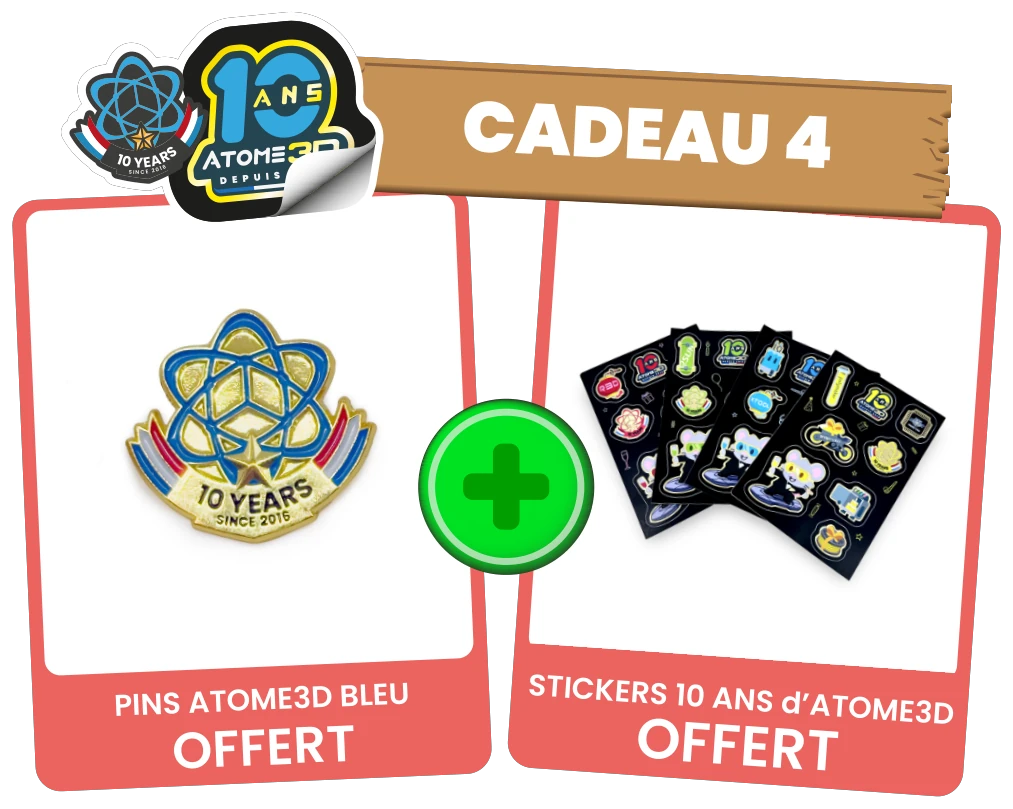 10
ANS
ATOME3D
DEPUIS
10 YEARS
SINCE 2016
CADEAU 4
10 YEARS
SINCE 2016
PINS ATOME3D BLEU
OFFERT
STICKERS 10 ANS d’ATOME3D
OFFERT